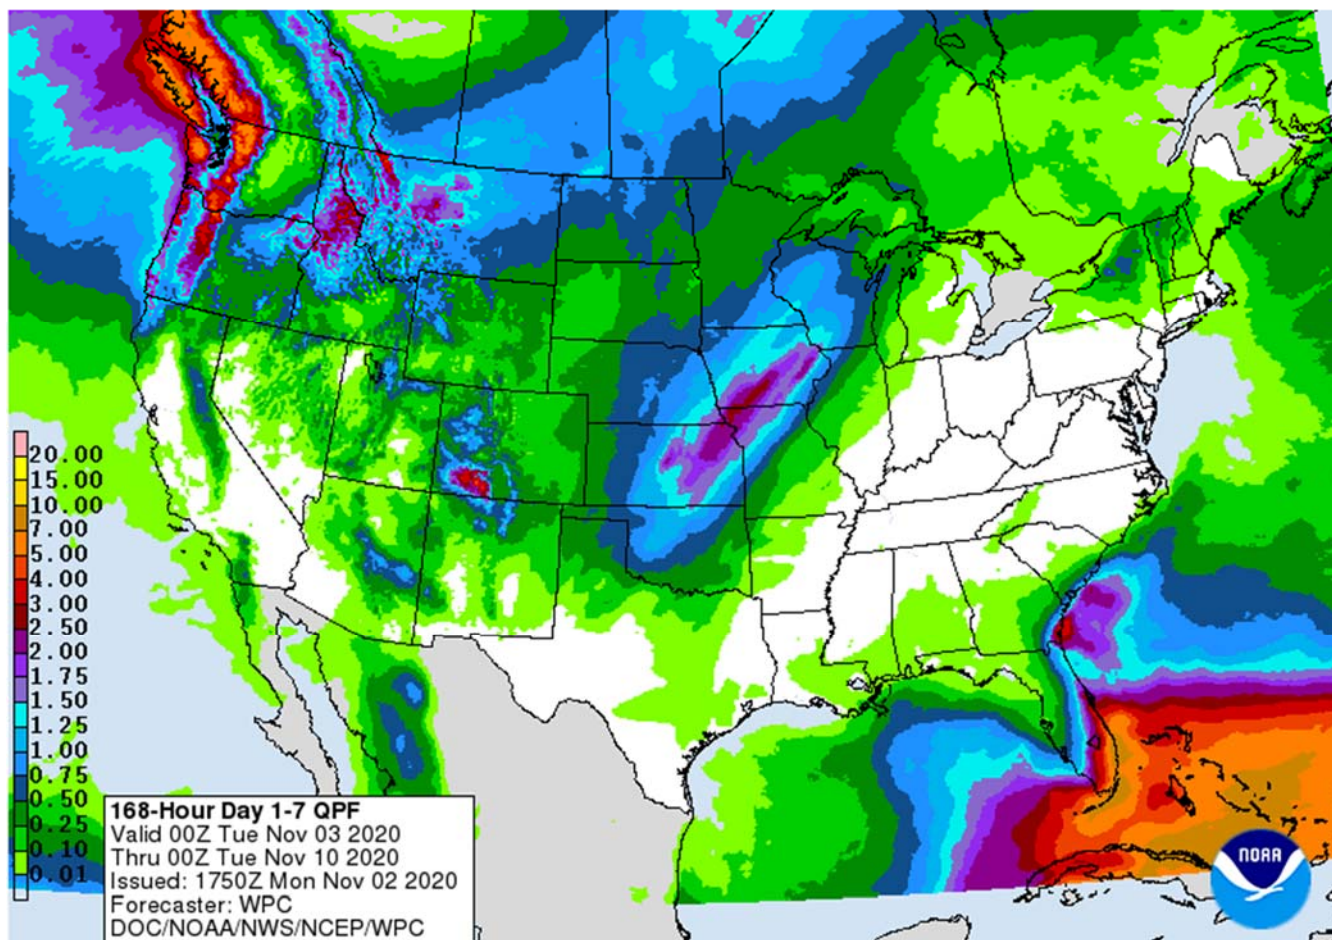 20.00
15.00
10.00
7.00
5.00
4.00
3.00
2.50
2.00
1.75
1.50
1.25
1.00
0.75
0.50
0.25
0.10
0.01
168-Hour Day 1-7 QPF
Valid 00Z Tue Nov 03 2020
Thru 00Z Tue Nov 10 2020
Issued: 1750Z Mon Nov 02 2020
Forecaster: WPC
DOC/NOAA/NWS/NCEP/WPC
NOAA